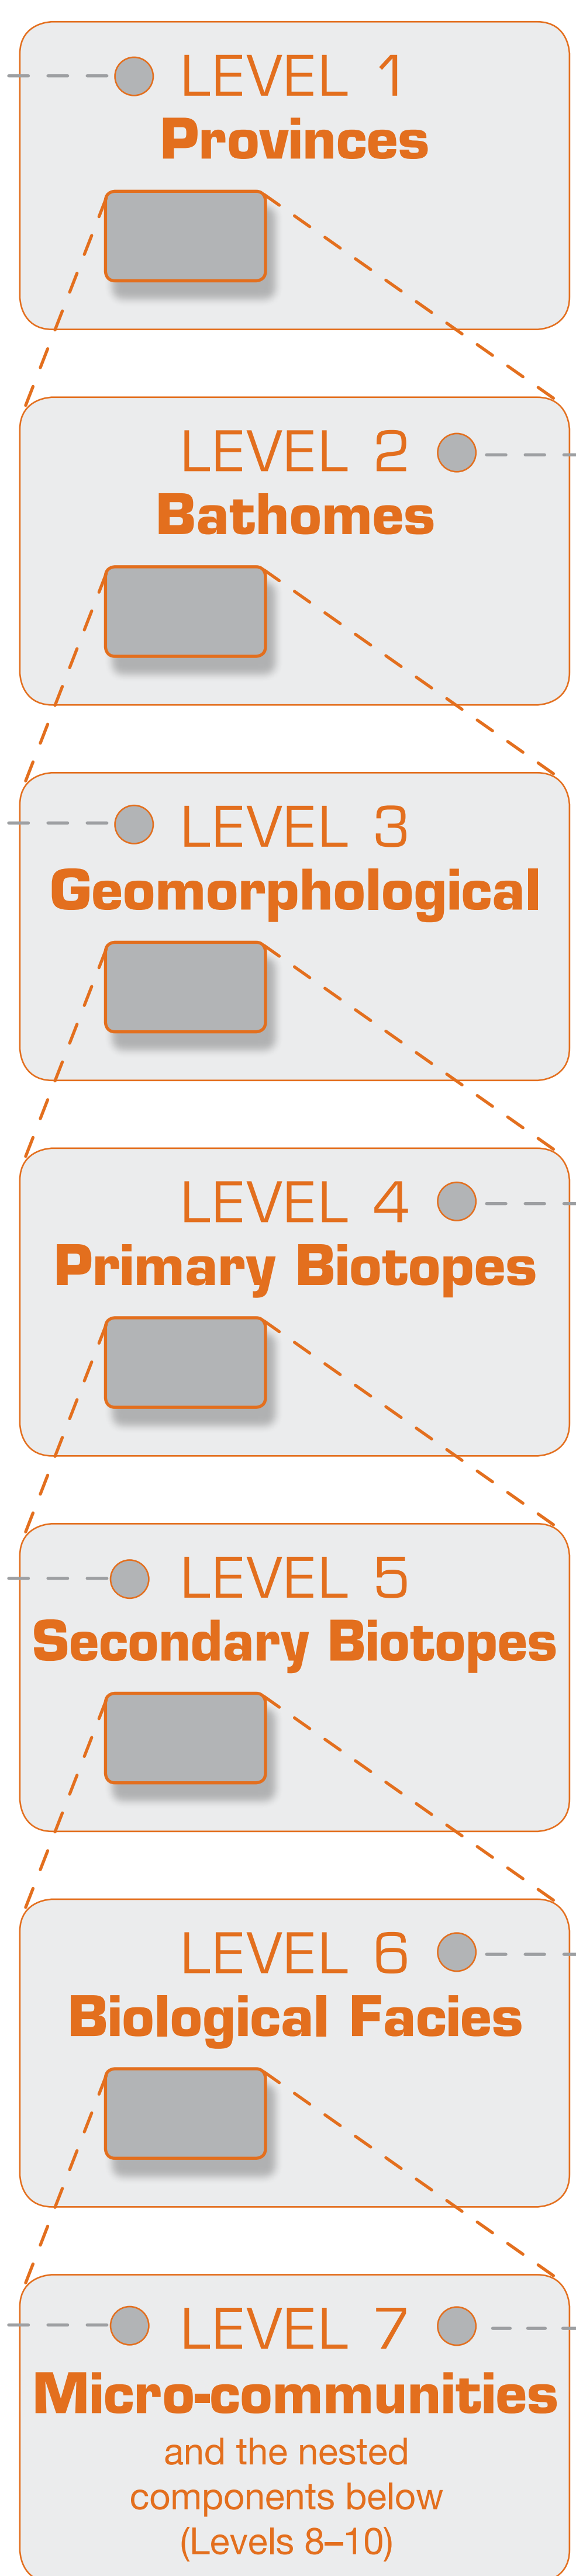 LEVEL 1
Provinces
LEVEL 2
Bathomes
LEVEL 3
Geomorphological
LEVEL 4
Primary Biotopes
LEVEL 5
Secondary Biotopes
LEVEL 6
Biological Facies
LEVEL 7
Micro-communities
and the nested
components below
(Levels 8–10)